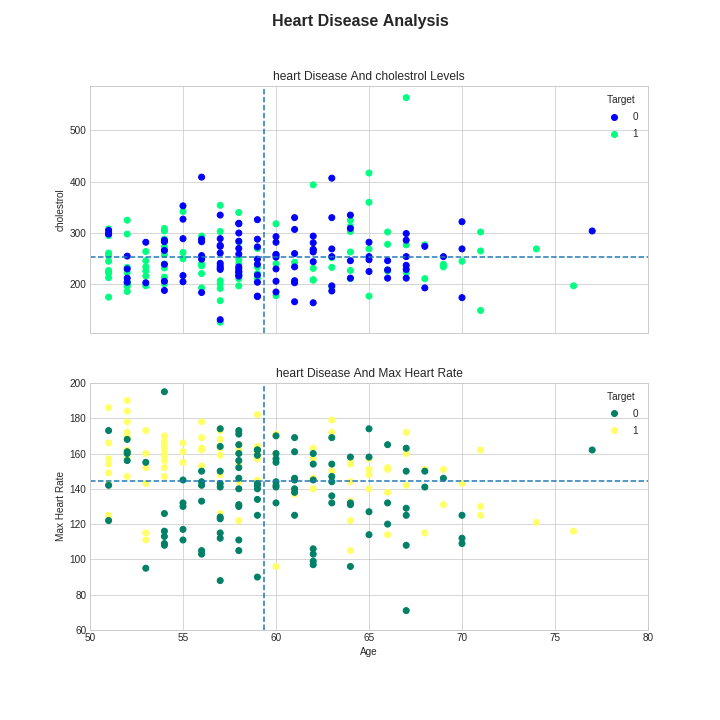 Heart Disease Analysis
heart Disease And cholestrol Levels
Target
0
1
500
400
300
200
cholestrol
heart Disease And Max Heart Rate
Target
0
1
200
180
160
140
120
100
80
60
Max Heart Rate
50 55 60 65 70 75 80
Age